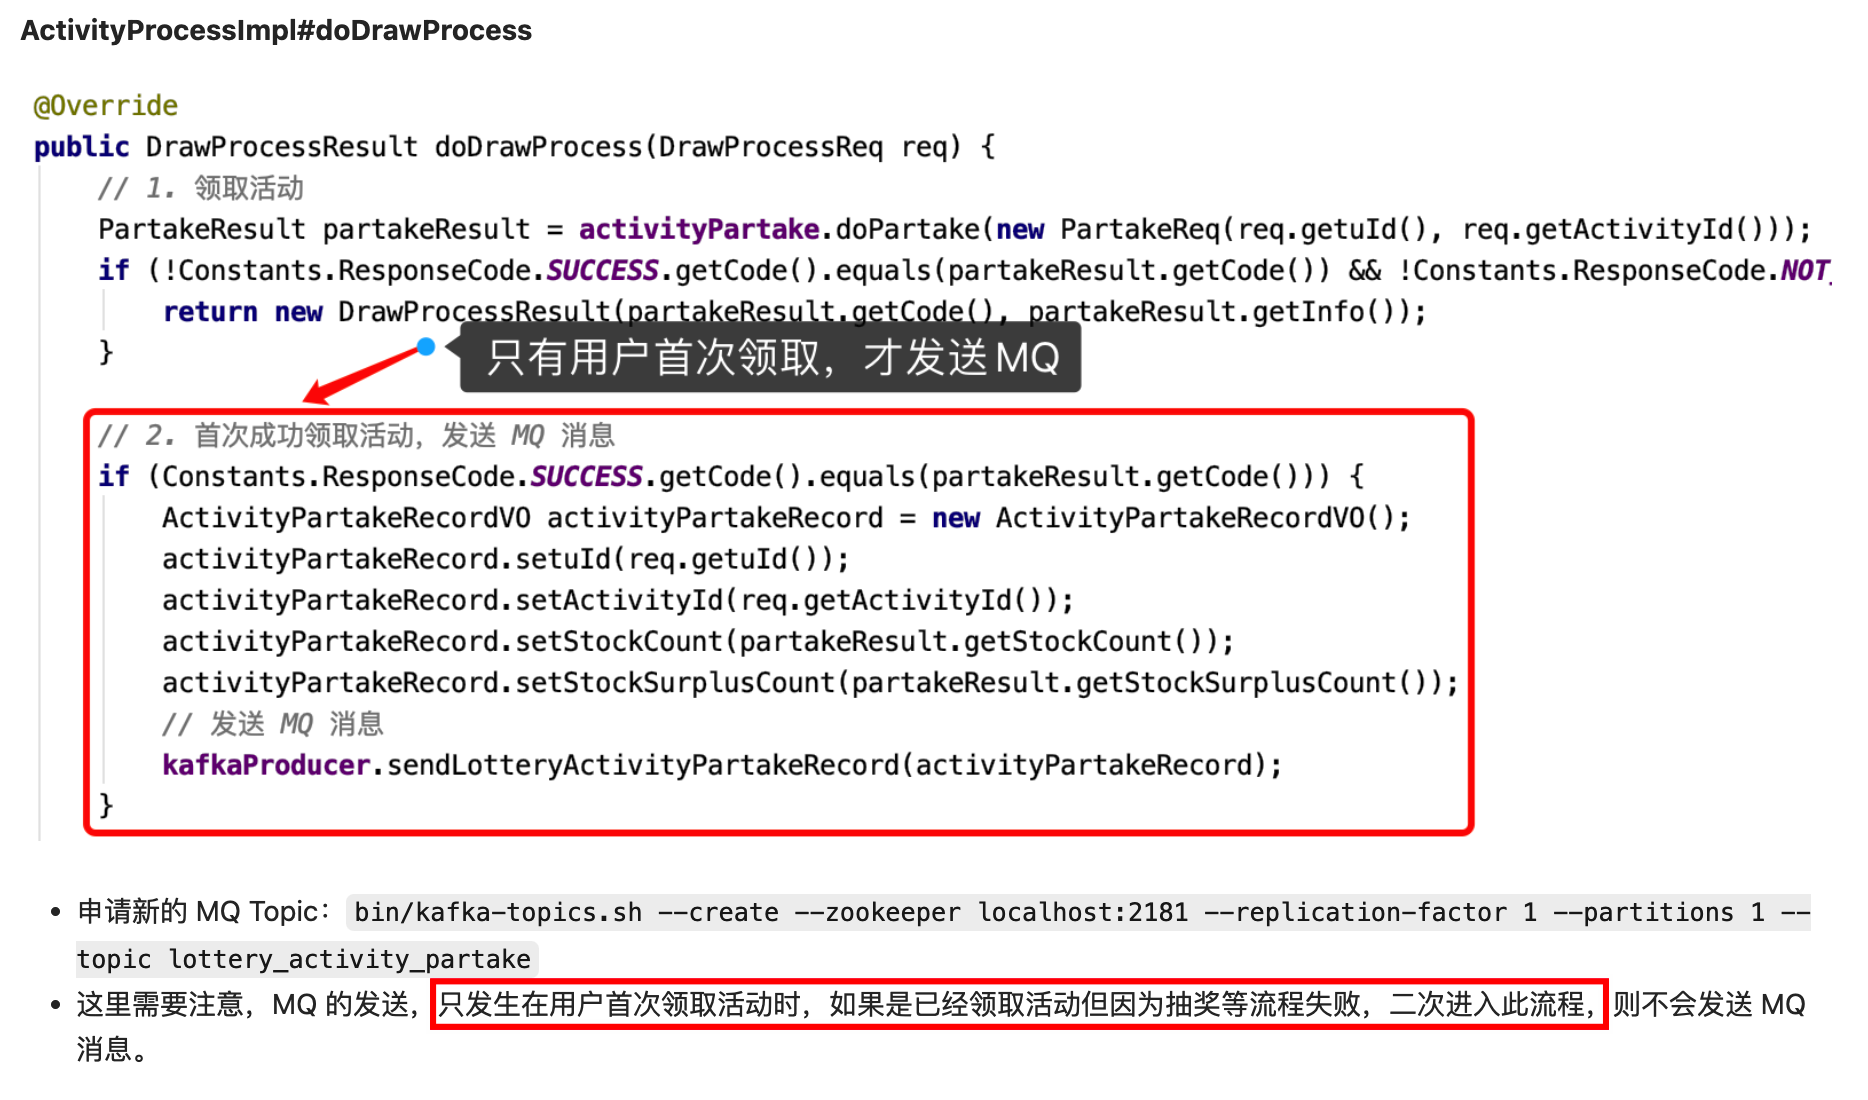 ActivityProcessImpl#doDrawProcess
@Override
public DrawProcessResult doDrawProcess(DrawProcessReq req) {
// 1. 领取活动
PartakeResult partakeResult = activityPartake.doPartake(new PartakeReq(req.getuId(), req.getActivityId()));
if (!Constants.ResponseCode.SUCCESS.getCode().equals(partakeResult.getCode()) && !Constants.ResponseCode.NOT_
return new DrawProcessResult(partakeResult.getCode(), partakeResult.getInfo());
}
只有用户首次领取，才发送MQ
// 2. 首次成功领取活动，发送 MQ 消息
if (Constants.ResponseCode.SUCCESS.getCode().equals(partakeResult.getCode())) {
ActivityPartakeRecordVO activityPartakeRecord = new ActivityPartakeRecordVO();
activityPartakeRecord.setuId(req.getuId());
activityPartakeRecord.setActivityId(req.getActivityId());
activityPartakeRecord.setStockCount(partakeResult.getStockCount());
activityPartakeRecord.setStockSurplusCount(partakeResult.getStockSurplusCount());
// 发送 MQ 消息
kafkaProducer.sendLotteryActivityPartakeRecord(activityPartakeRecord);
}
• 申请新的 MQ Topic：bin/kafka-topics.sh --create --zookeeper localhost:2181 --replication-factor 1 --partitions 1 --
topic lottery_activity_partake
• 这里需要注意，MQ 的发送，只发生在用户首次领取活动时，如果是已经领取活动但因为抽奖等流程失败，二次进入此流程，则不会发送 MQ
消息。